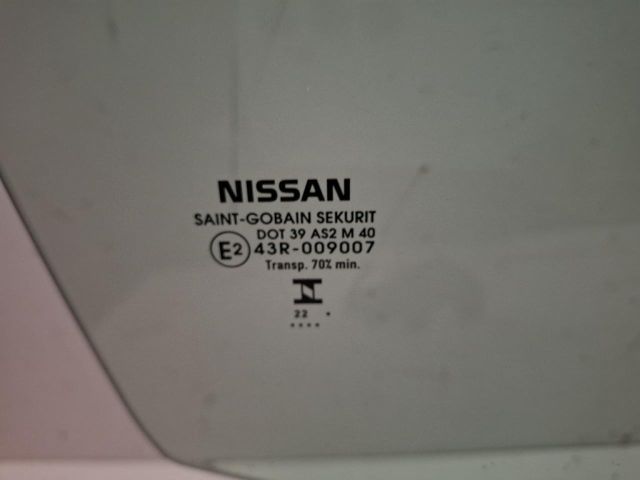 NISSAN
SAINT-GOBAIN SEKURIT
DOT 39 AS2 M 40
E2 43R-009007
Transp. 70% min.
22 .
....